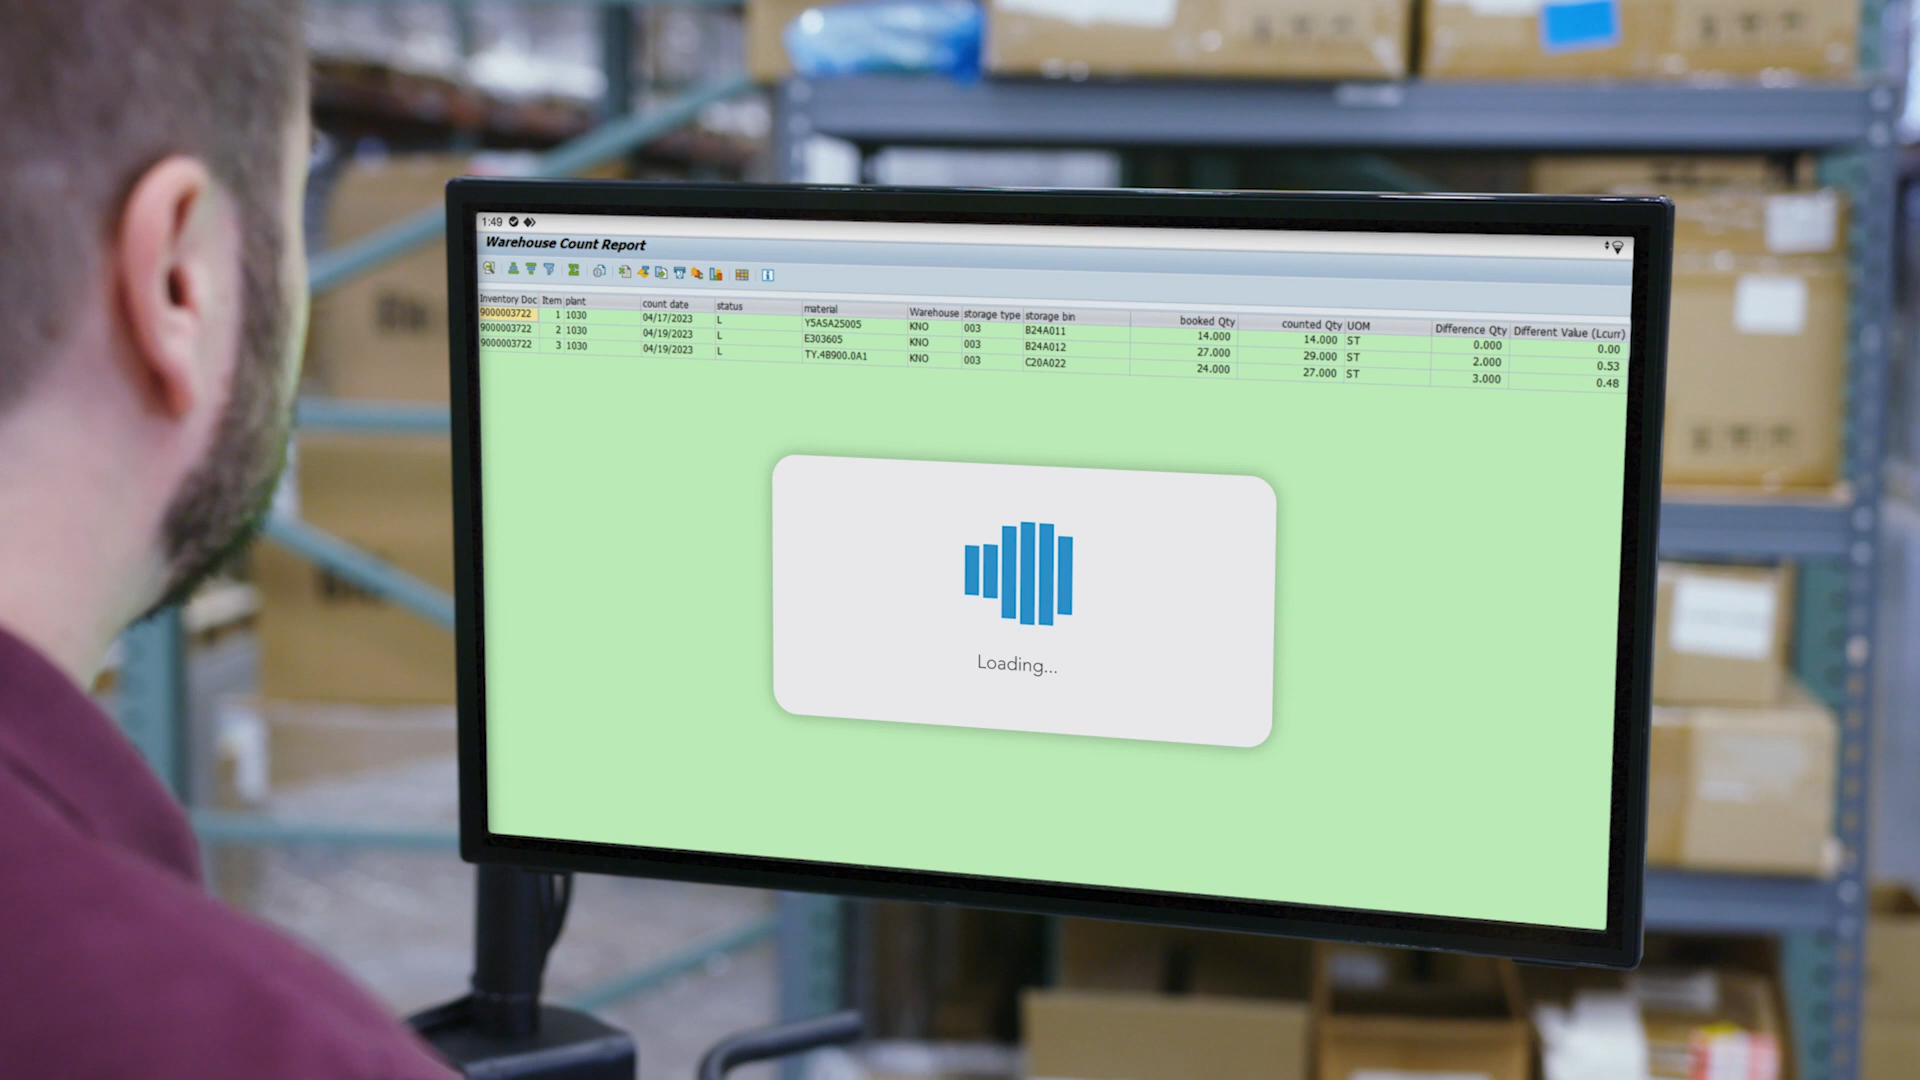 1:49
Warehouse Count Report
Inventory Doc Item plant count date status material Warehouse storage type storage bin booked Qty counted Qty UOM Difference Qty Different Value (Lcurr)
9000003722 1 1030 04/17/2023 L Y5ASA25005 KNO 003 B24A011 14.000 14.000 ST 0.000 0.00
9000003722 2 1030 04/19/2023 L E303605 KNO 003 B24A012 27.000 29.000 ST 2.000 0.53
9000003722 3 1030 04/19/2023 L TY.4B900.0A1 KNO 003 C20A022 24.000 27.000 ST 3.000 0.48
Loading...